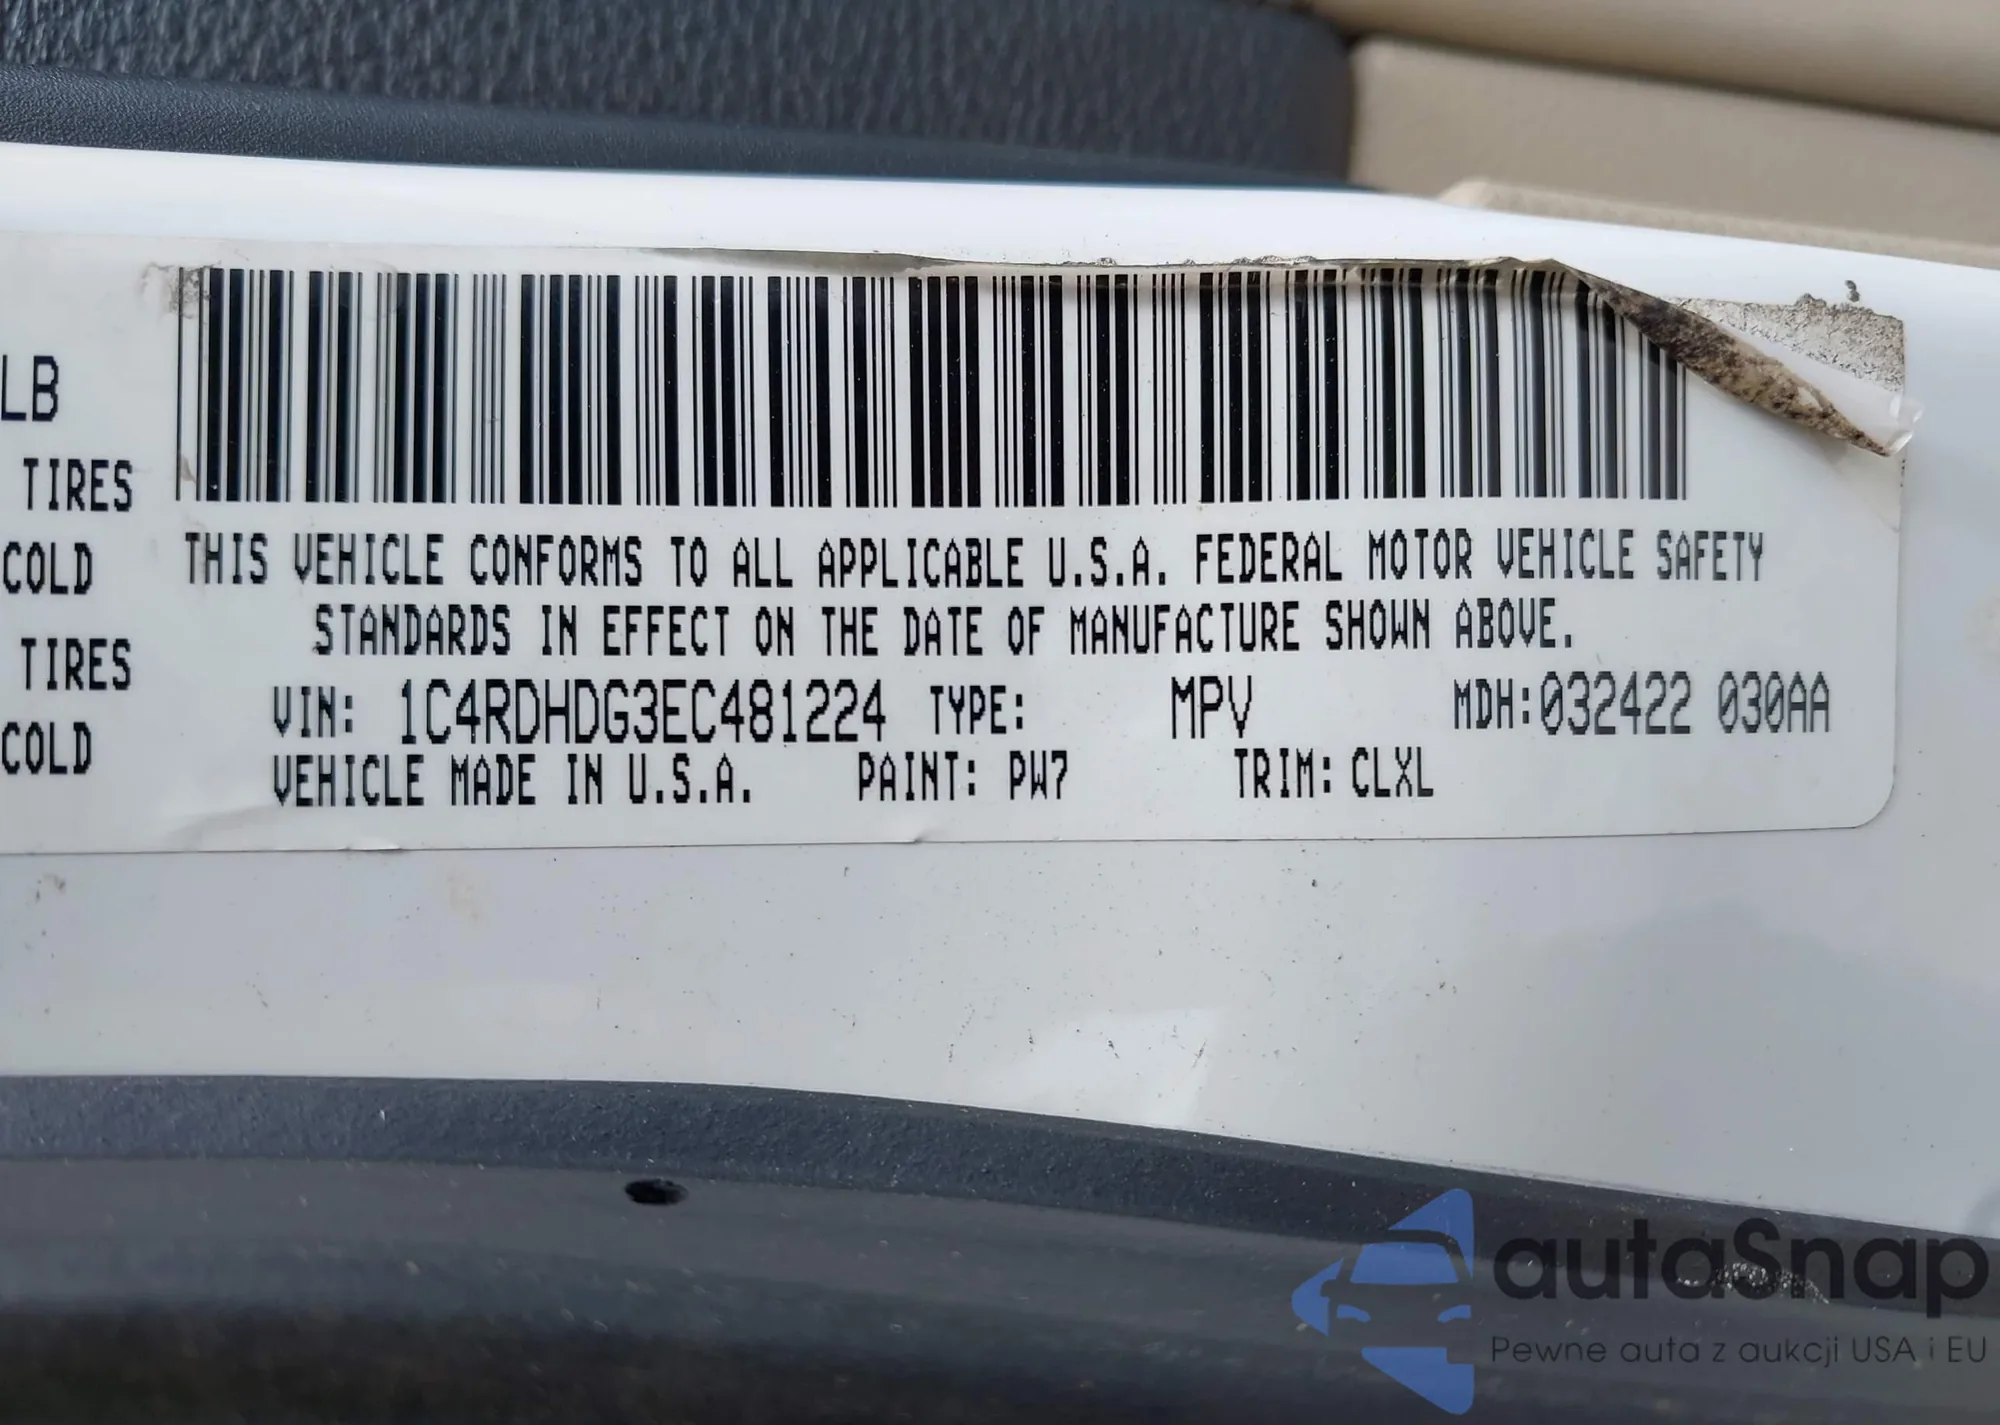 LB
TIRES
COLD
TIRES
COLD
THIS VEHICLE CONFORMS TO ALL APPLICABLE U.S.A. FEDERAL MOTOR VEHICLE SAFETY
STANDARDS IN EFFECT ON THE DATE OF MANUFACTURE SHOWN ABOVE.
VIN: 1C4RDHDG3EC481224 TYPE: MPV MDH:032422 030AA
VEHICLE MADE IN U.S.A. PAINT: PW7 TRIM: CLXL
autaSnap
Pewne auta z aukcji USA i EU